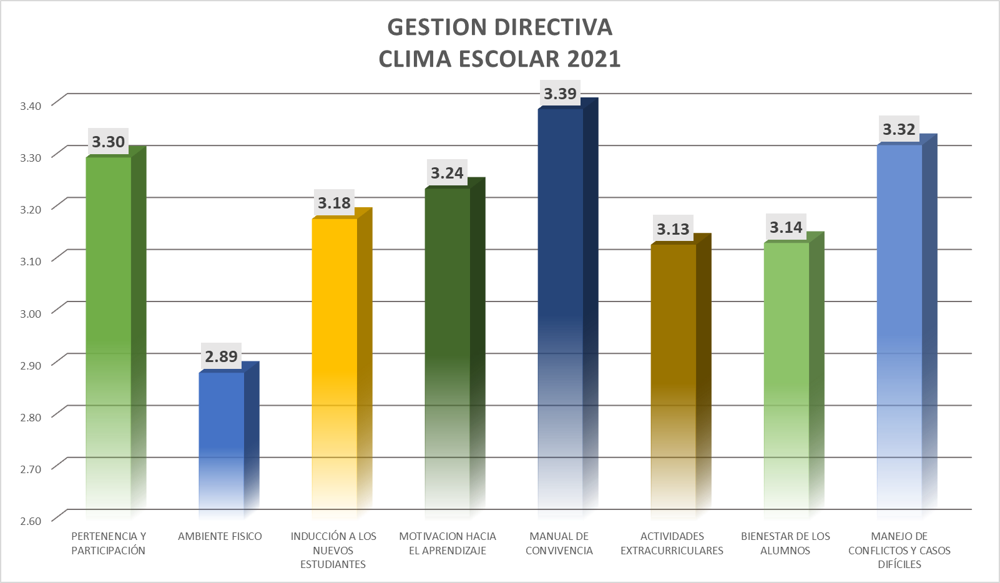 GESTION DIRECTIVA
CLIMA ESCOLAR 2021
3.40
3.30
3.20
3.10
3.00
2.90
2.80
2.70
2.60
3.30
2.89
3.18
3.24
3.39
3.13
3.14
3.32
PERTENENCIA Y
PARTICIPACIÓN
AMBIENTE FISICO
INDUCCIÓN A LOS
NUEVOS
ESTUDIANTES
MOTIVACION HACIA
EL APRENDIZAJE
MANUAL DE
CONVIVENCIA
ACTIVIDADES
EXTRACURRICULARES
BIENESTAR DE LOS
ALUMNOS
MANEJO DE
CONFLICTOS Y CASOS
DIFÍCILES